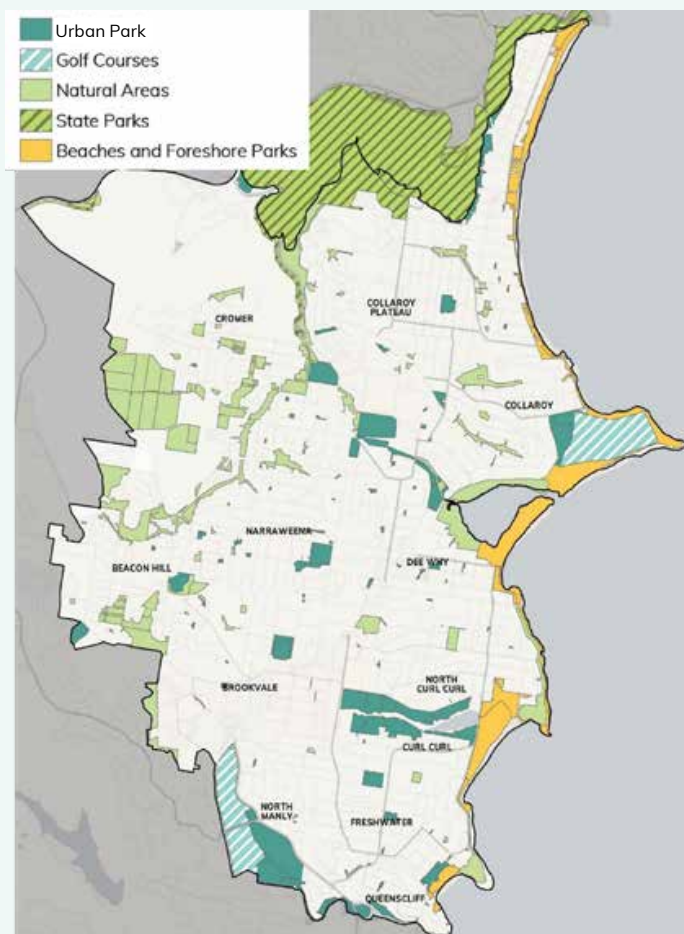 Urban Park
Golf Courses
Natural Areas
State Parks
Beaches and Foreshore Parks
COLLAROY
PLATEAU
CROMER
COLLAROY
NARRAWEENA
BEACON HILL
DEE WHY
BROOKVALE
NORTH
CURL CURL
CURL CURL
NORTH
MANLY
FRESHWATER
QUEENSCLIFF